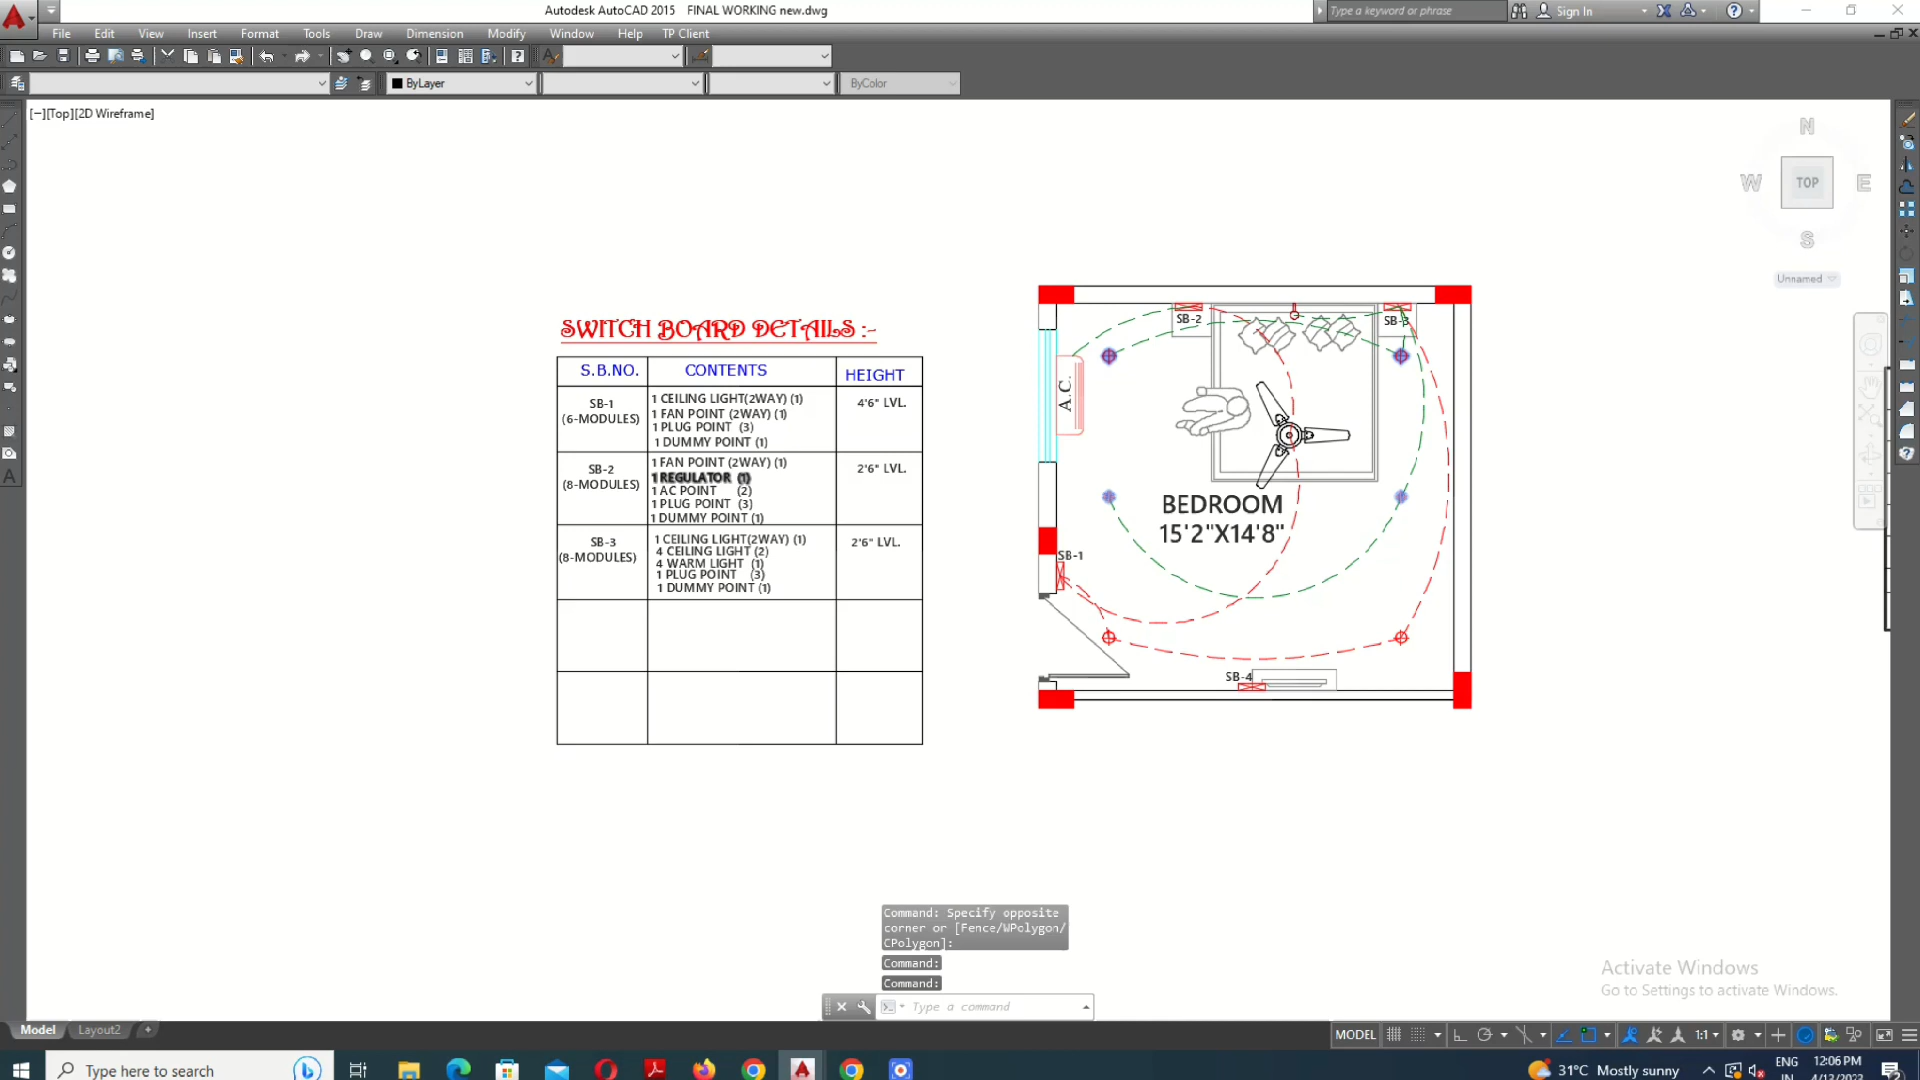 Autodesk AutoCAD 2015 FINAL WORKING new.dwg
Type a keyword or phrase
Sign In
File Edit View Insert Format Tools Draw Dimension Modify Window Help TP Client
ByLayer
ByColor
[−][Top][2D Wireframe]
N
W TOP E
S
Unnamed
SWITCH BOARD DETAILS :-
S.B.NO. CONTENTS HEIGHT
SB-1
(6-MODULES)
1 CEILING LIGHT(2WAY) (1)
1 FAN POINT (2WAY) (1)
1 PLUG POINT (3)
1 DUMMY POINT (1)
4'6" LVL.
SB-2
(8-MODULES)
1 FAN POINT (2WAY) (1)
1 REGULATOR (1)
1 AC POINT (2)
1 PLUG POINT (3)
1 DUMMY POINT (1)
2'6" LVL.
SB-3
(8-MODULES)
1 CEILING LIGHT(2WAY) (1)
4 CEILING LIGHT (2)
4 WARM LIGHT (1)
1 PLUG POINT (3)
1 DUMMY POINT (1)
2'6" LVL.
SB-2
SB-3
A.C.
BEDROOM
15'2"X14'8"
SB-1
SB-4
Command: Specify opposite
corner or [Fence/WPolygon/
CPolygon]:
Command:
Command:
Type a command
Activate Windows
Go to Settings to activate Windows.
Model Layout2 +
MODEL 1:1
Type here to search
31°C Mostly sunny
ENG
IN
12:06 PM